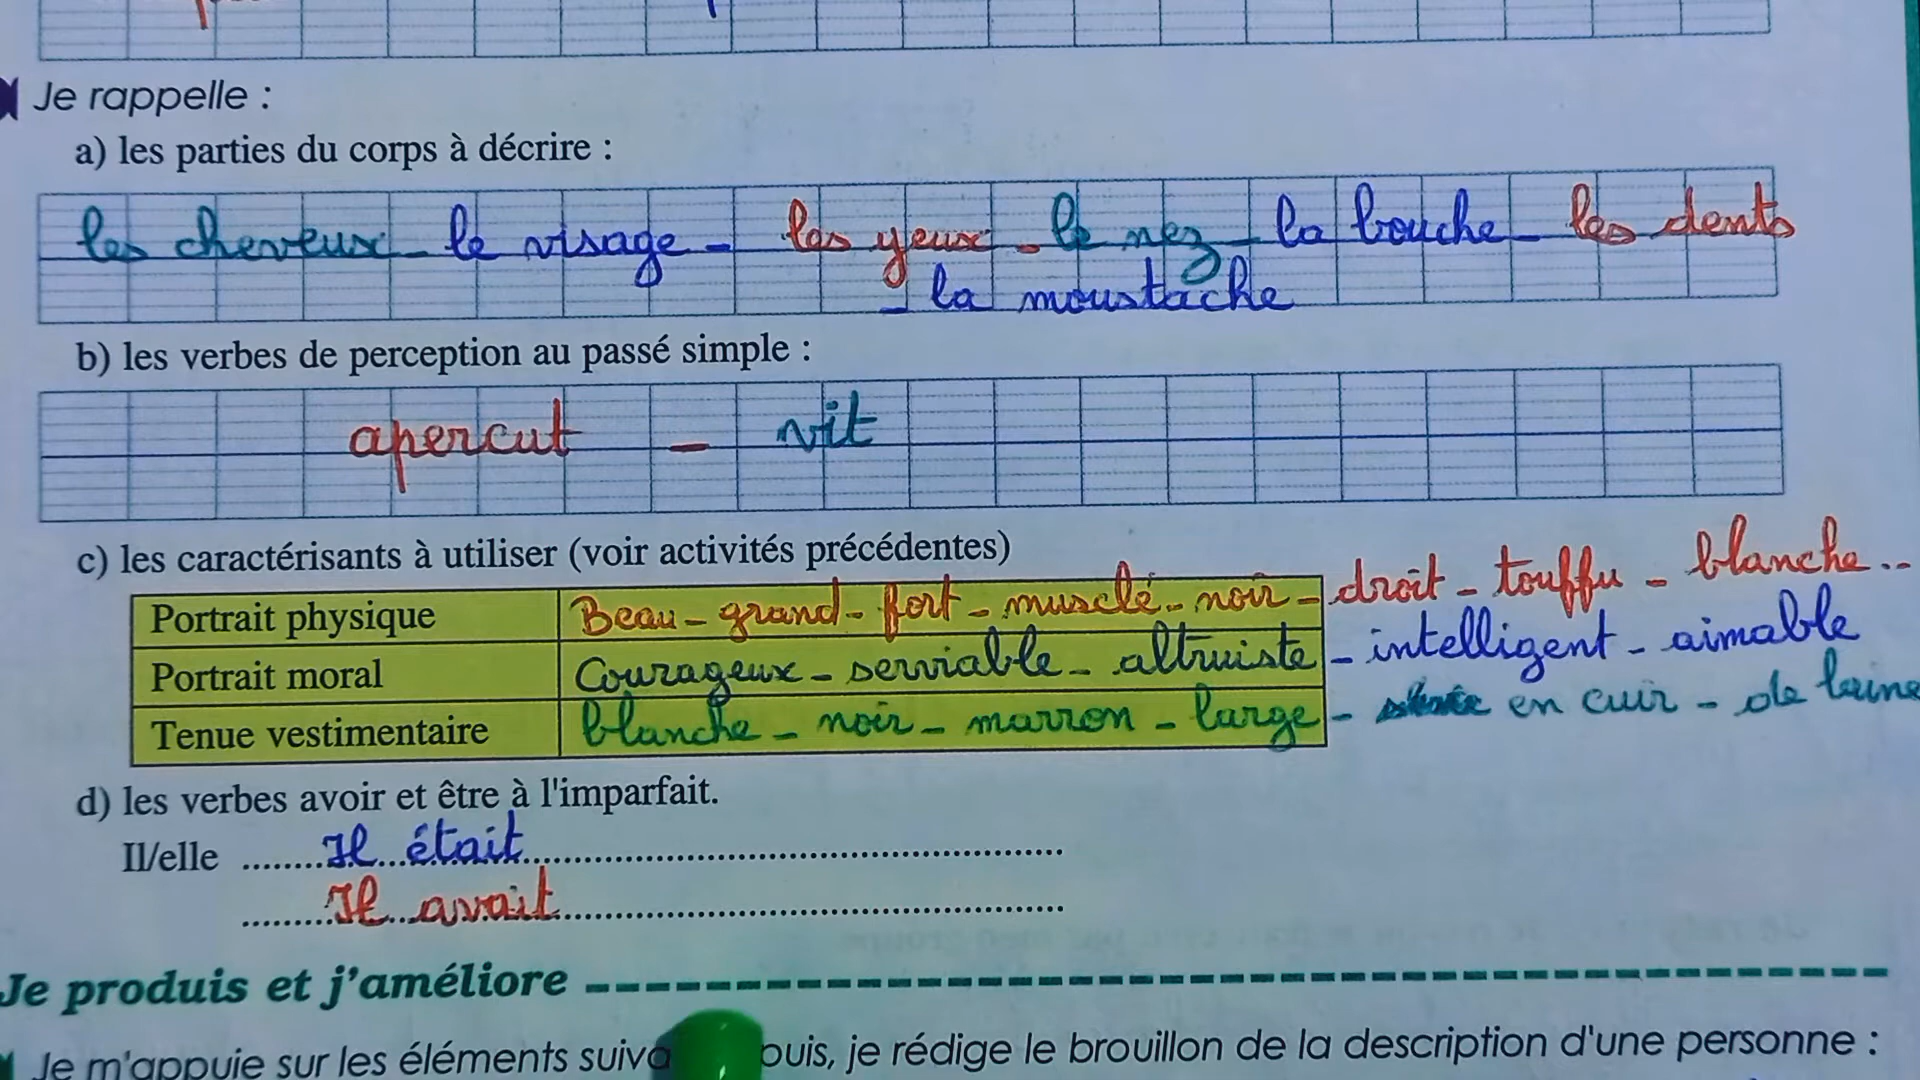 Je rappelle :
a) les parties du corps à décrire :
les cheveux - le visage - les yeux - le nez - la bouche - les dents
- la moustache
b) les verbes de perception au passé simple :
apercut - vit
c) les caractérisants à utiliser (voir activités précédentes)
Portrait physique Beau - grand - fort - musclé - noir - droit - touffu - blanche..
Portrait moral Courageux - serviable - altruiste - intelligent - aimable
Tenue vestimentaire blanche - noir - marron - large - en cuir - de laine
d) les verbes avoir et être à l'imparfait.
Il/elle ........Il...était..........................................................
.........Il...avait.......................................................
Je produis et j'améliore
Je m'appuie sur les éléments puis, je rédige le brouillon de la description d'une personne :